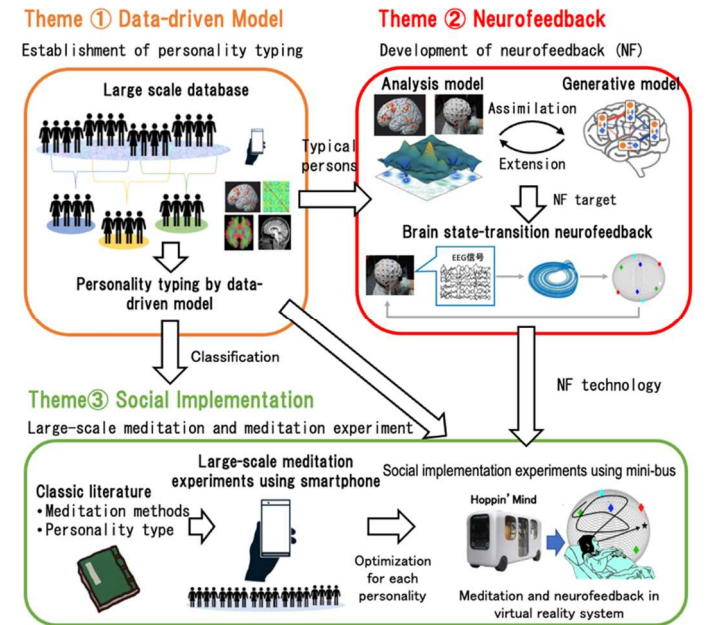 Theme ① Data-driven Model
Establishment of personality typing
Large scale database
Personality typing by data-
driven model
Typical
persons
Classification
Theme ② Neurofeedback
Development of neurofeedback (NF)
Analysis model
Generative model
Assimilation
Extension
NF target
Brain state-transition neurofeedback
EEG信号
NF technology
Theme③ Social Implementation
Large-scale meditation and meditation experiment
Classic literature
・Meditation methods
・Personality type
Large-scale meditation
experiments using smartphone
Optimization
for each
personality
Social implementation experiments using mini-bus
Hoppin' Mind
Meditation and neurofeedback in
virtual reality system